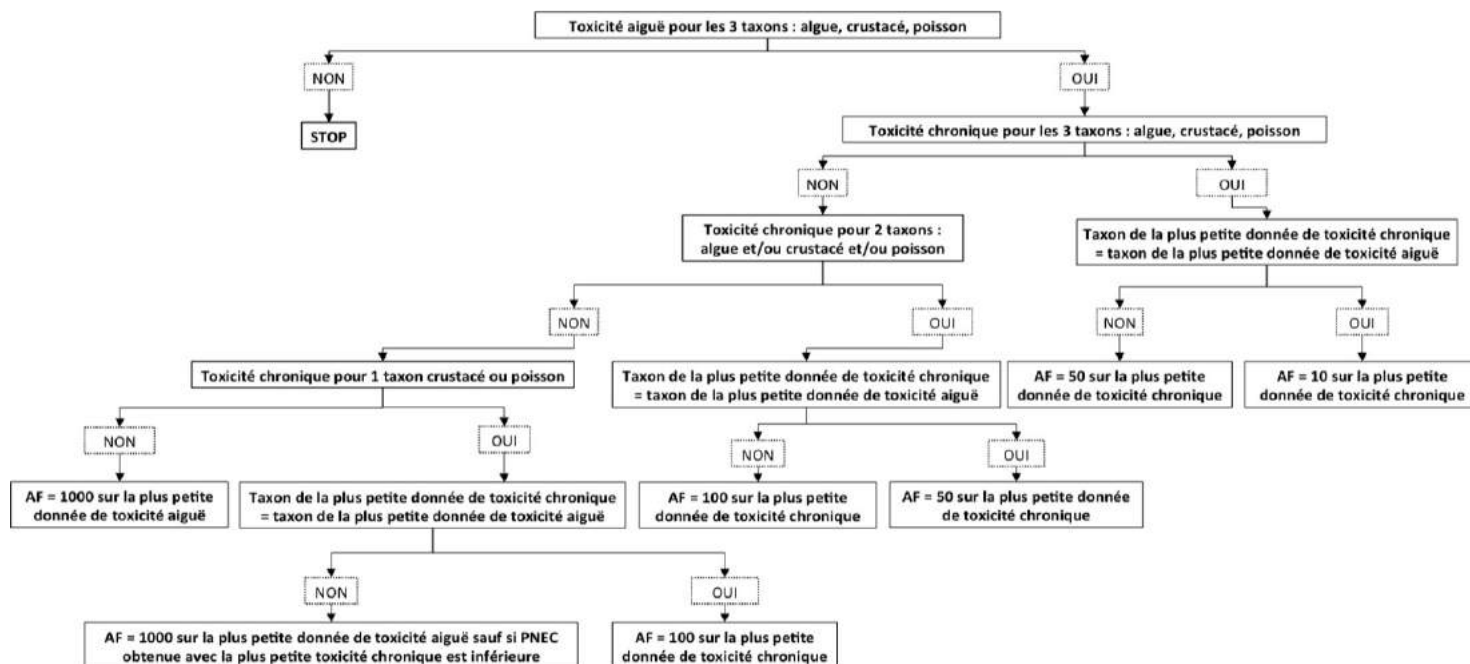 Toxicité aiguë pour les 3 taxons : algue, crustacé, poisson
NON
OUI
STOP
Toxicité chronique pour les 3 taxons : algue, crustacé, poisson
NON
OUI
Toxicité chronique pour 2 taxons :
algue et/ou crustacé et/ou poisson
Taxon de la plus petite donnée de toxicité chronique
= taxon de la plus petite donnée de toxicité aiguë
NON
OUI
NON
OUI
Toxicité chronique pour 1 taxon crustacé ou poisson
Taxon de la plus petite donnée de toxicité chronique
= taxon de la plus petite donnée de toxicité aiguë
AF = 50 sur la plus petite
donnée de toxicité chronique
AF = 10 sur la plus petite
donnée de toxicité chronique
NON
OUI
NON
OUI
AF = 1000 sur la plus petite
donnée de toxicité aiguë
Taxon de la plus petite donnée de toxicité chronique
= taxon de la plus petite donnée de toxicité aiguë
AF = 100 sur la plus petite
donnée de toxicité chronique
AF = 50 sur la plus petite donnée
de toxicité chronique
NON
OUI
AF = 1000 sur la plus petite donnée de toxicité aiguë sauf si PNEC
obtenue avec la plus petite toxicité chronique est inférieure
AF = 100 sur la plus petite
donnée de toxicité chronique